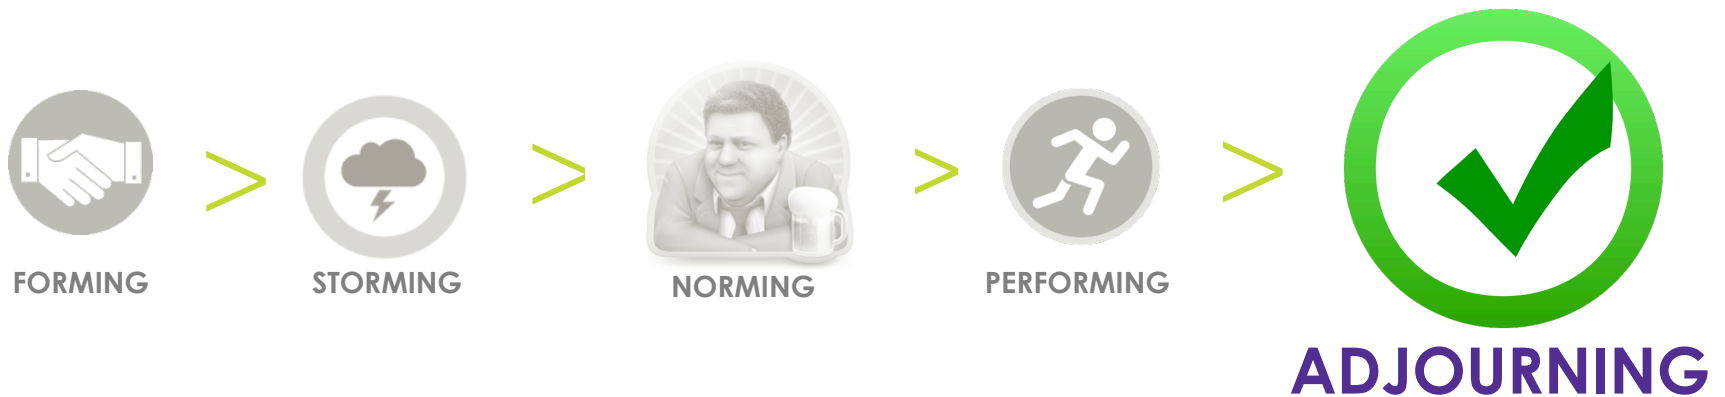 FORMING
>
STORMING
>
NORMING
>
PERFORMING
>
ADJOURNING